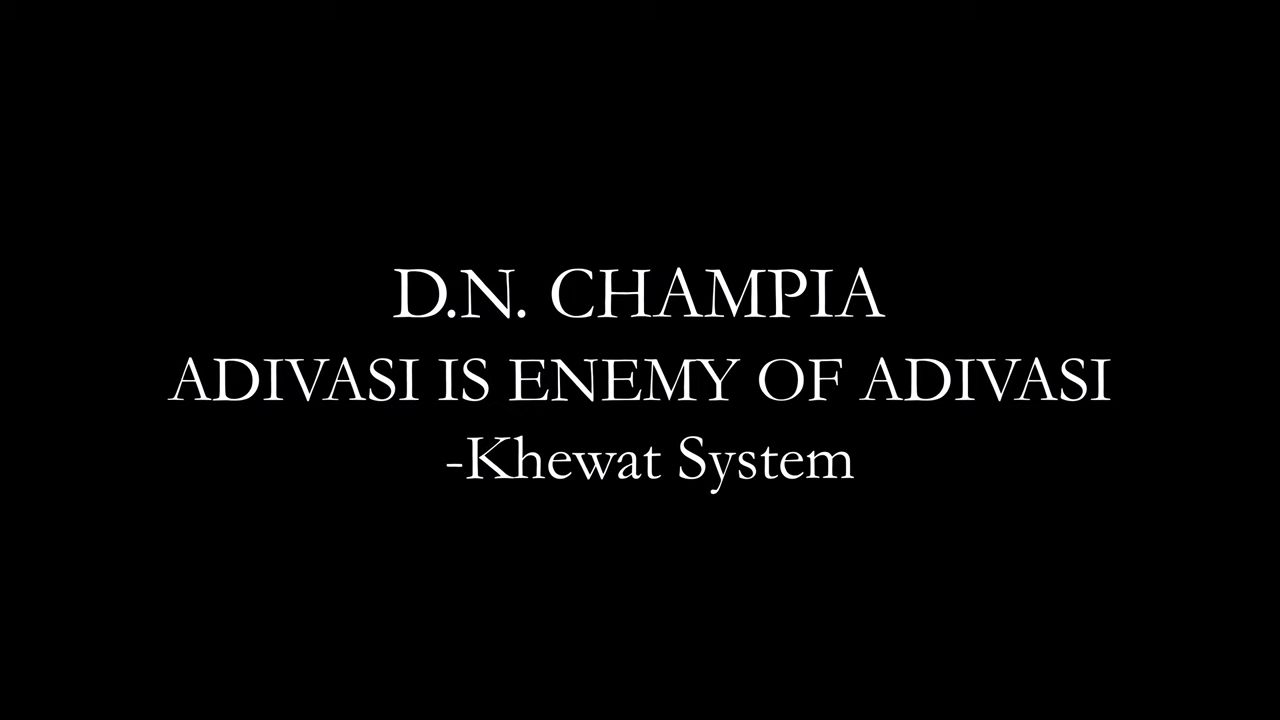 D.N. CHAMPIA
ADIVASI IS ENEMY OF ADIVASI
-Khewat System